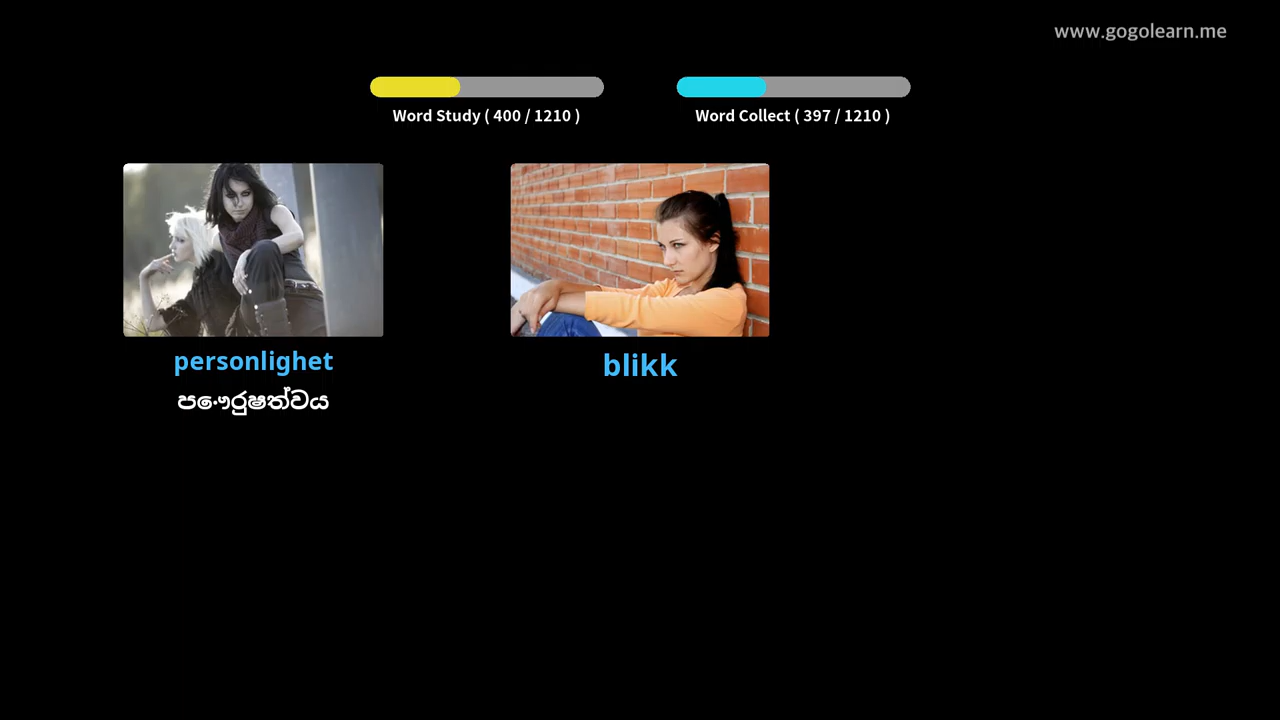 www.gogolearn.me
Word Study ( 400 / 1210 )
Word Collect ( 397 / 1210 )
personlighet
පෞරුෂත්වය
blikk